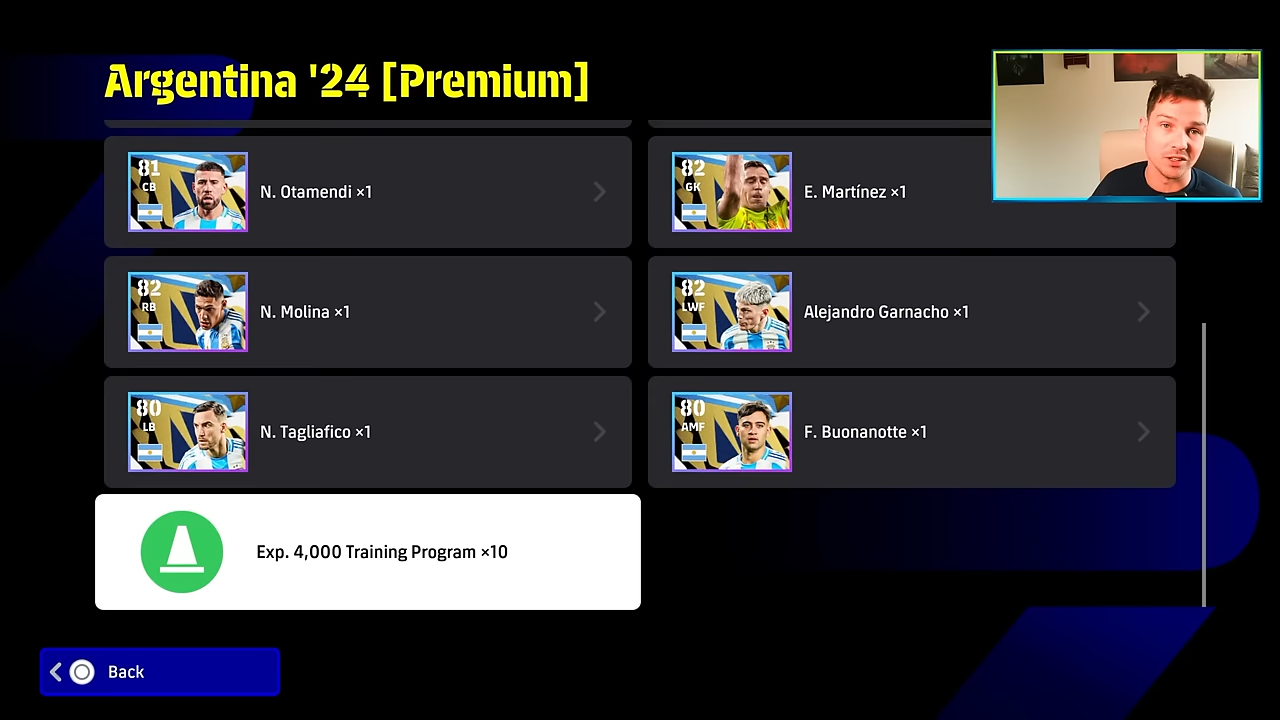 Argentina '24 [Premium]
81
CB
N. Otamendi ×1
82
GK
E. Martínez ×1
82
RB
N. Molina ×1
82
LWF
Alejandro Garnacho ×1
80
LB
N. Tagliafico ×1
80
AMF
F. Buonanotte ×1
Exp. 4,000 Training Program ×10
Back